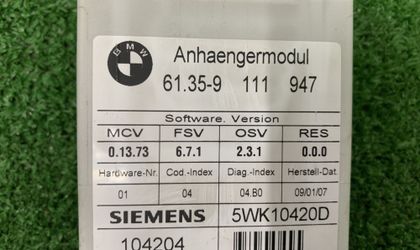 BMW
Anhaengermodul
61.35-9 111 947
Software. Version
MCV FSV OSV RES
0.13.73 6.7.1 2.3.1 0.0.0
Hardware-Nr. Cod.-Index Diag.-Index Herstell-Dat.
01 04 04.B0 09/01/07
SIEMENS 5WK10420D
104204